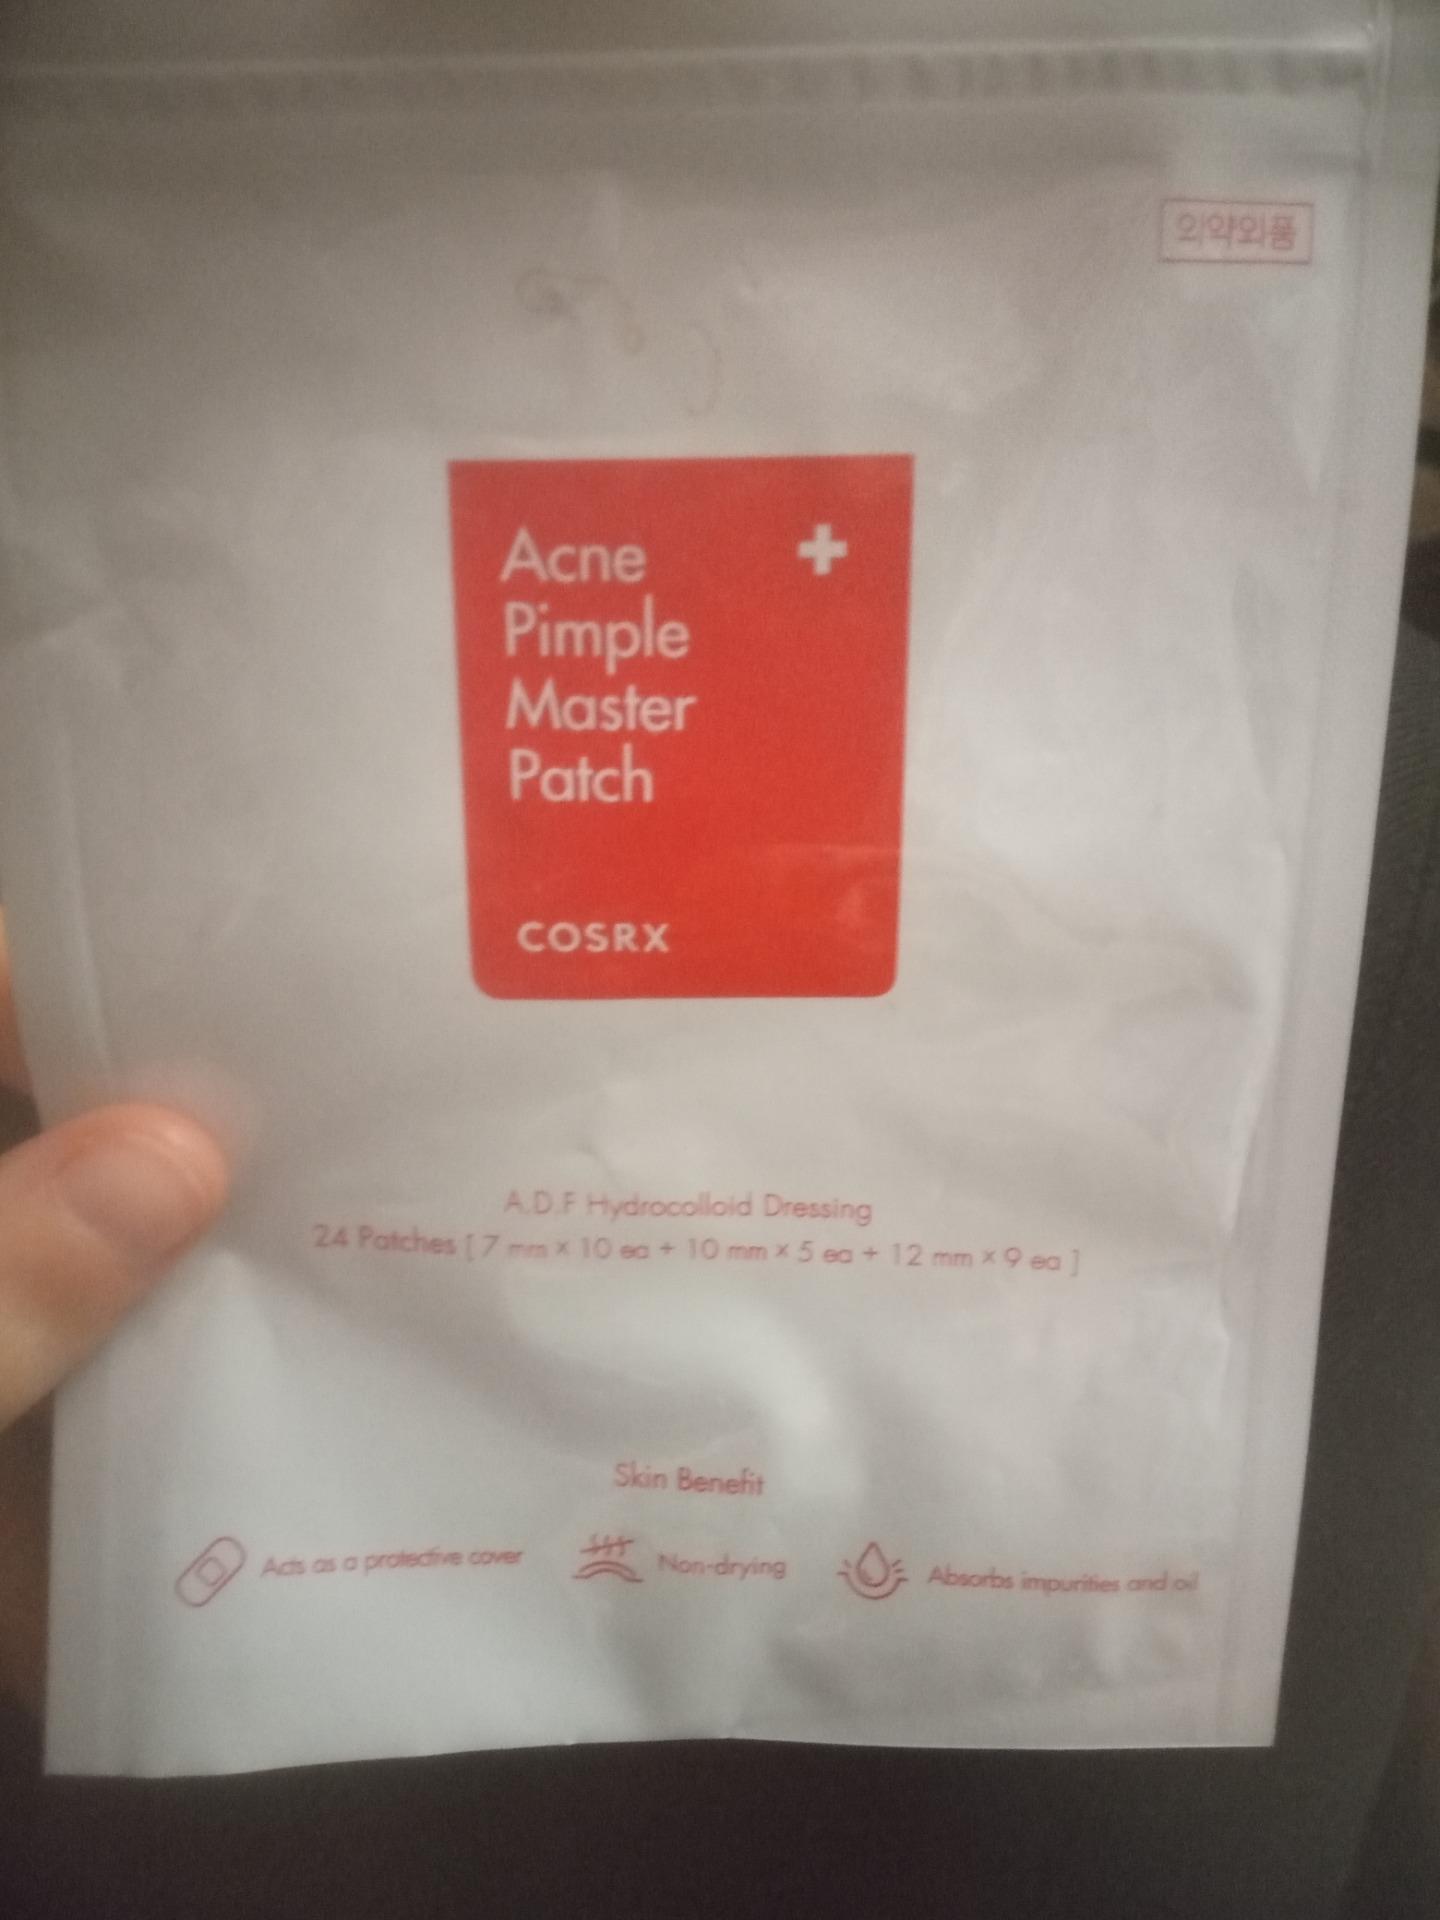 의약외품
Acne
Pimple
Master
Patch
COSRX
A.D.F Hydrocolloid Dressing
24 Patches [ 7 mm × 10 ea + 10 mm × 5 ea + 12 mm × 9 ea ]
Skin Benefit
Acts as a protective cover
Non-drying
Absorbs impurities and oil